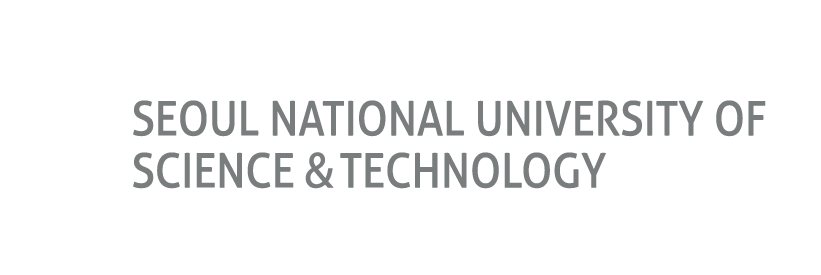 SEOUL NATIONAL UNIVERSITY OF
SCIENCE & TECHNOLOGY